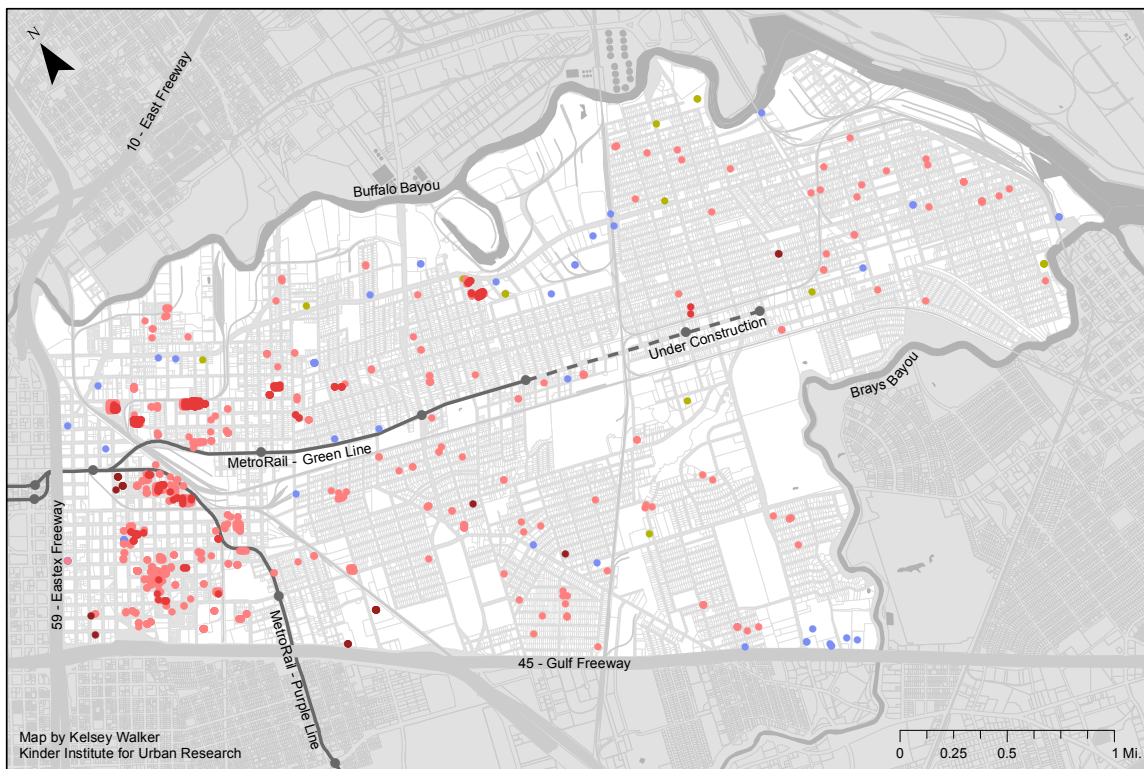 N
10 - East Freeway
Buffalo Bayou
Under Construction
Brays Bayou
MetroRail - Green Line
59 - Eastex Freeway
MetroRail - Purple Line
45 - Gulf Freeway
Map by Kelsey Walker
Kinder Institute for Urban Research
0 0.25 0.5 1 Mi.